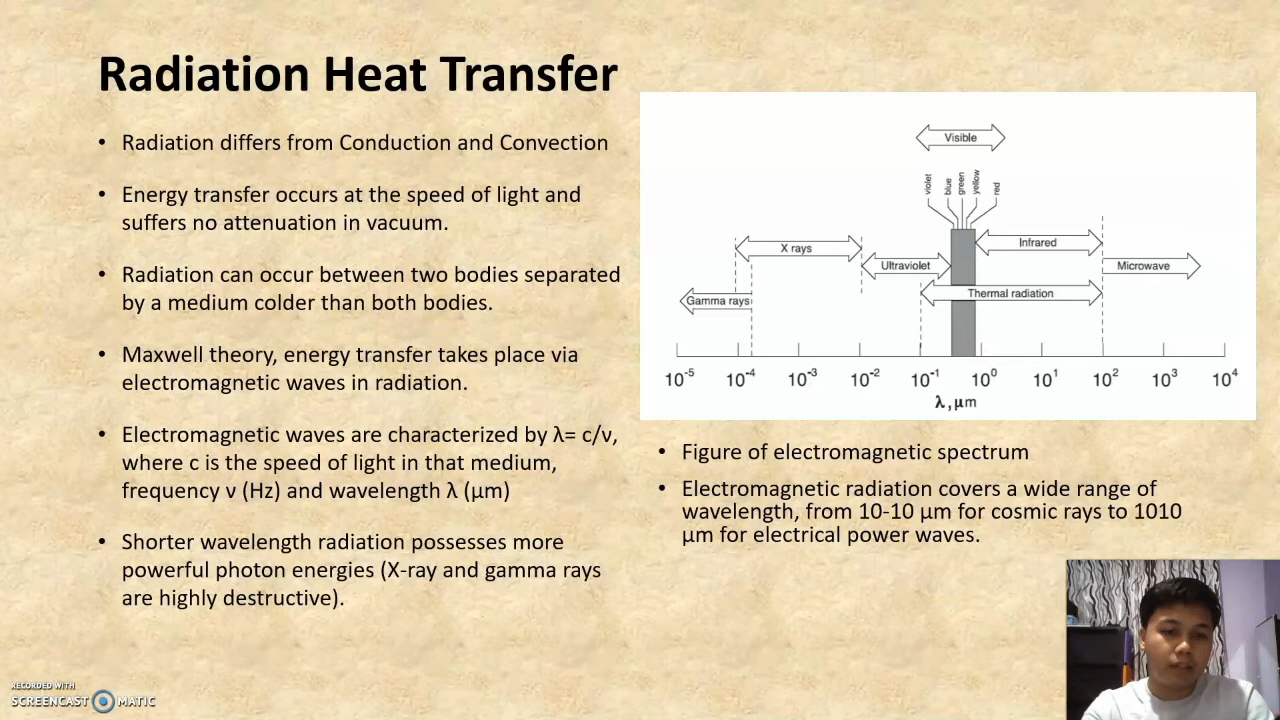 Radiation Heat Transfer
• Radiation differs from Conduction and Convection
• Energy transfer occurs at the speed of light and
suffers no attenuation in vacuum.
• Radiation can occur between two bodies separated
by a medium colder than both bodies.
• Maxwell theory, energy transfer takes place via
electromagnetic waves in radiation.
• Electromagnetic waves are characterized by λ= c/ν,
where c is the speed of light in that medium,
frequency ν (Hz) and wavelength λ (μm)
• Shorter wavelength radiation possesses more
powerful photon energies (X-ray and gamma rays
are highly destructive).
Visible
violet
blue
green
yellow
red
X rays
Infrared
Ultraviolet
Microwave
Thermal radiation
Gamma rays
10⁻⁵ 10⁻⁴ 10⁻³ 10⁻² 10⁻¹ 10⁰ 10¹ 10² 10³ 10⁴
λ, μm
• Figure of electromagnetic spectrum
• Electromagnetic radiation covers a wide range of
wavelength, from 10-10 μm for cosmic rays to 1010
μm for electrical power waves.
RECORDED WITH
SCREENCAST MATIC